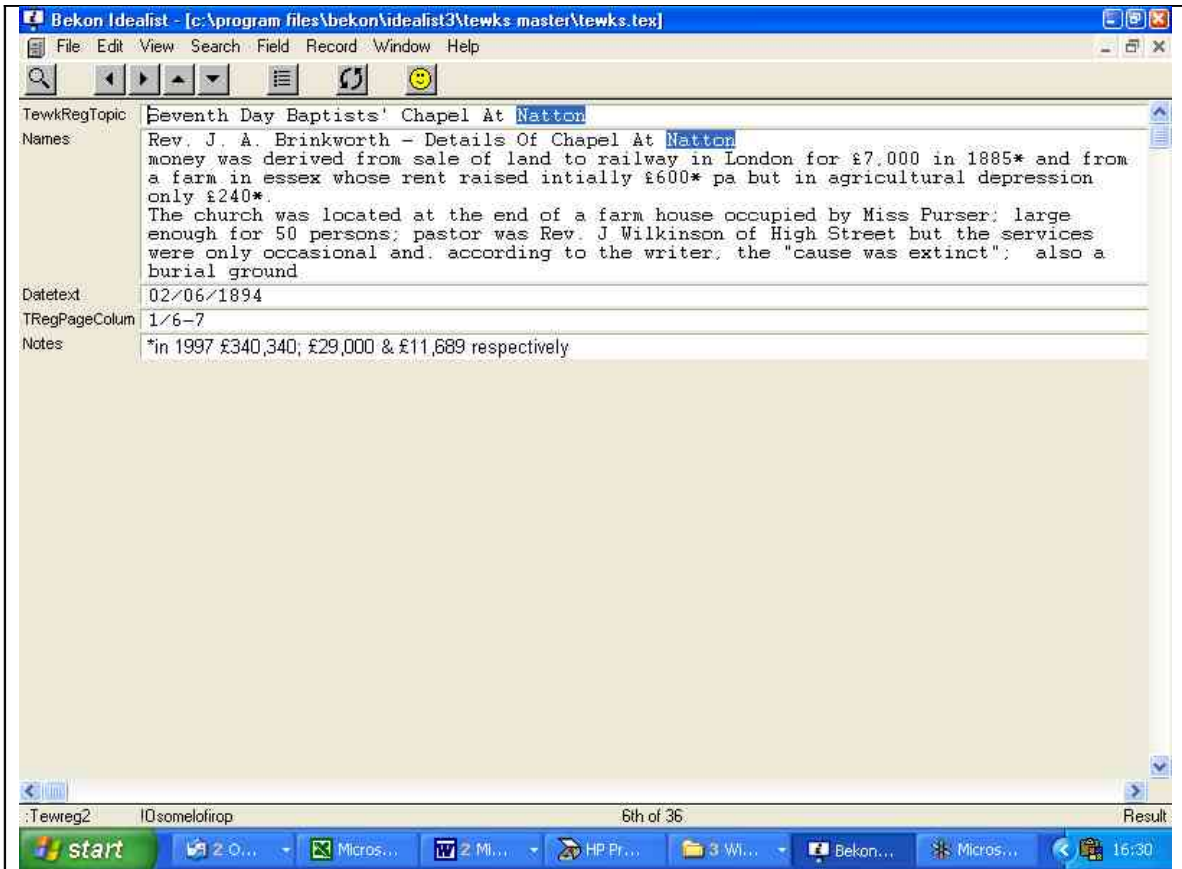 Bekon Idealist - [c:\program files\bekon\idealist3\tewks master\tewks.tex]
File Edit View Search Field Record Window Help
TewkRegTopic Seventh Day Baptists' Chapel At Natton
Names Rev. J. A. Brinkworth - Details Of Chapel At Natton
money was derived from sale of land to railway in London for £7,000 in 1885* and from
a farm in essex whose rent raised intially £600* pa but in agricultural depression
only £240*.
The church was located at the end of a farm house occupied by Miss Purser; large
enough for 50 persons; pastor was Rev. J Wilkinson of High Street but the services
were only occasional and. according to the writer, the "cause was extinct"; also a
burial ground
Datetext 02/06/1894
TRegPageColum 1/6-7
Notes *in 1997 £340,340; £29,000 & £11,689 respectively
:Tewreg2 !Osomelofirop 6th of 36 Result
start 2 O... Micros... 2 Mi... HP Pr... 3 Wi... Bekon... Micros... 16:30